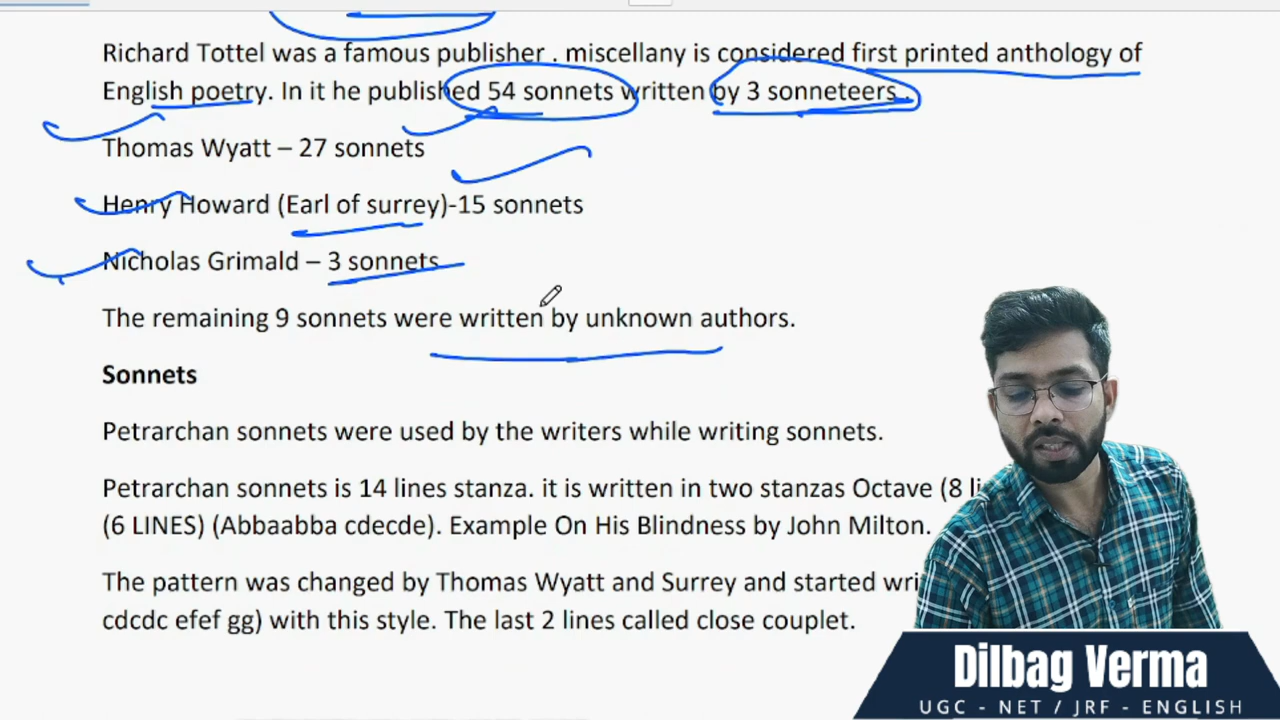 Richard Tottel was a famous publisher . miscellany is considered first printed anthology of
English poetry. In it he published 54 sonnets written by 3 sonneteers .
Thomas Wyatt – 27 sonnets
Henry Howard (Earl of surrey)-15 sonnets
Nicholas Grimald – 3 sonnets
The remaining 9 sonnets were written by unknown authors.
Sonnets
Petrarchan sonnets were used by the writers while writing sonnets.
Petrarchan sonnets is 14 lines stanza. it is written in two stanzas Octave (8
(6 LINES) (Abbaabba cdecde). Example On His Blindness by John Milton.
The pattern was changed by Thomas Wyatt and Surrey and started
cdcdc efef gg) with this style. The last 2 lines called close couplet.
Dilbag Verma
UGC - NET / JRF - ENGLISH